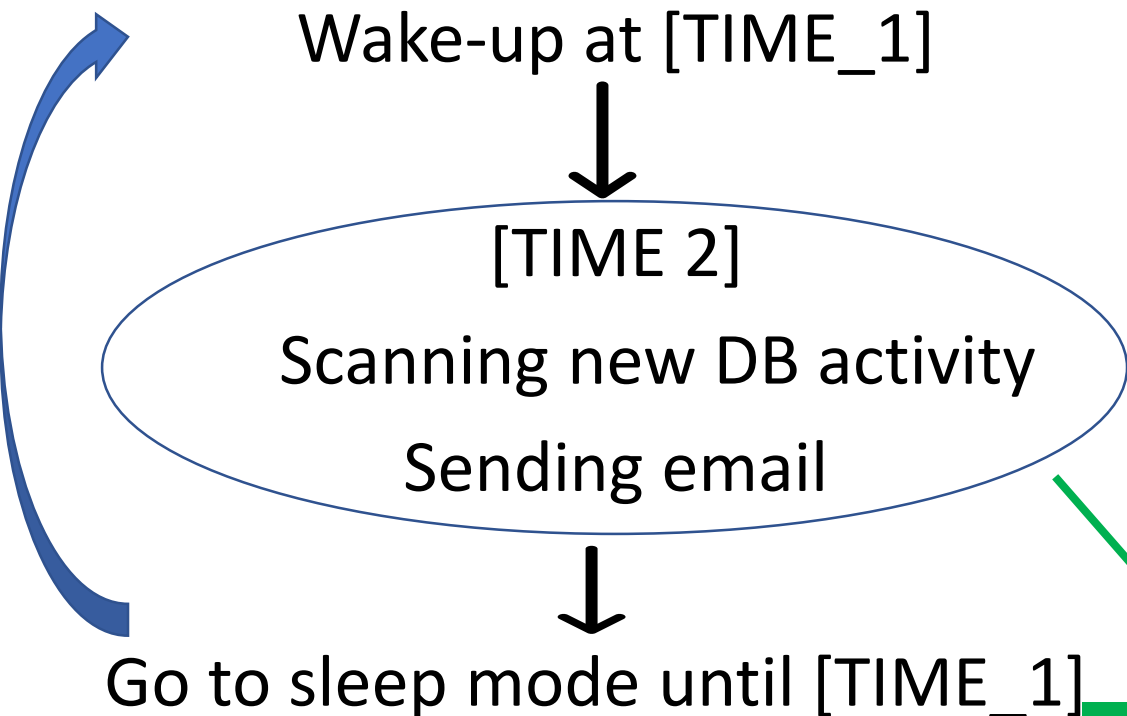 Wake-up at [TIME_1]
[TIME 2]
Scanning new DB activity
Sending email
Go to sleep mode until [TIME_1]